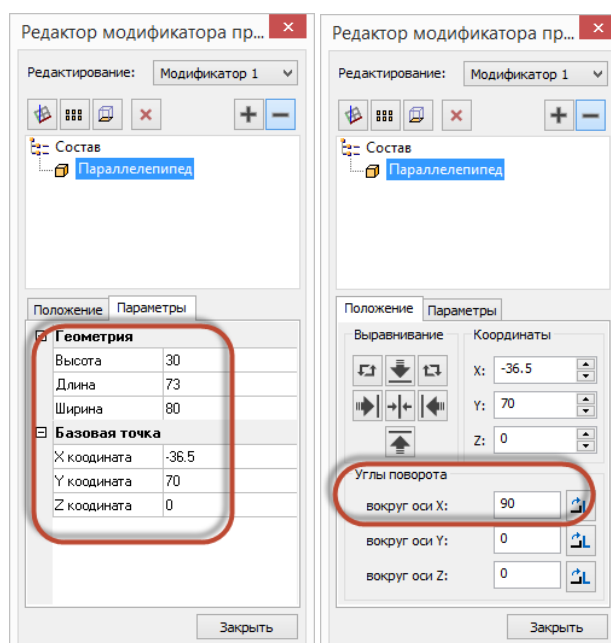 Редактор модификатора пр...
Редактирование: Модификатор 1
Состав
Параллелепипед
Положение Параметры
Геометрия
Высота 30
Длина 73
Ширина 80
Базовая точка
X коодината -36.5
Y коодината 70
Z коодината 0
Закрыть
Редактор модификатора пр...
Редактирование: Модификатор 1
Состав
Параллелепипед
Положение Параметры
Выравнивание Координаты
X: -36.5
Y: 70
Z: 0
Углы поворота
вокруг оси X: 90
вокруг оси Y: 0
вокруг оси Z: 0
Закрыть